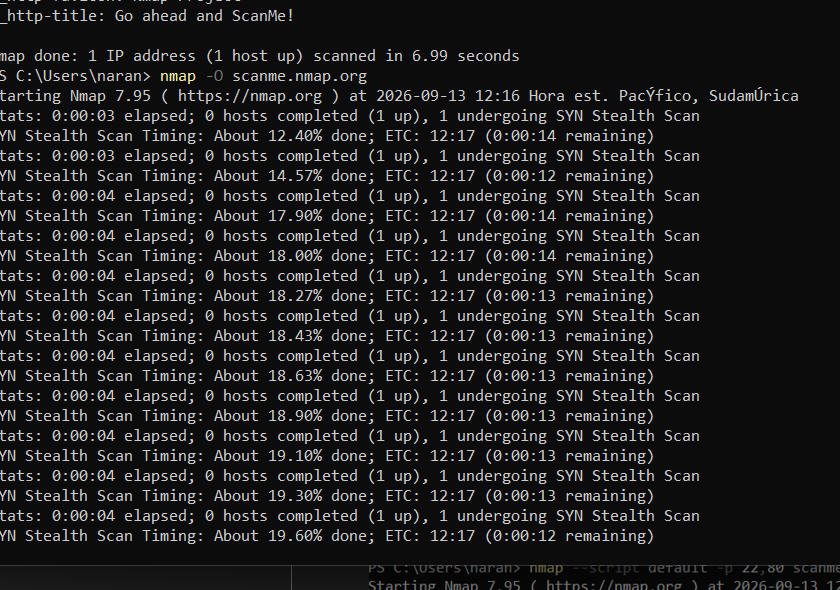 _http-title: Go ahead and ScanMe!
map done: 1 IP address (1 host up) scanned in 6.99 seconds
S C:\Users\naran> nmap -O scanme.nmap.org
tarting Nmap 7.95 ( https://nmap.org ) at 2026-09-13 12:16 Hora est. PacÝfico, SudamÚrica
tats: 0:00:03 elapsed; 0 hosts completed (1 up), 1 undergoing SYN Stealth Scan
YN Stealth Scan Timing: About 12.40% done; ETC: 12:17 (0:00:14 remaining)
tats: 0:00:03 elapsed; 0 hosts completed (1 up), 1 undergoing SYN Stealth Scan
YN Stealth Scan Timing: About 14.57% done; ETC: 12:17 (0:00:12 remaining)
tats: 0:00:04 elapsed; 0 hosts completed (1 up), 1 undergoing SYN Stealth Scan
YN Stealth Scan Timing: About 17.90% done; ETC: 12:17 (0:00:14 remaining)
tats: 0:00:04 elapsed; 0 hosts completed (1 up), 1 undergoing SYN Stealth Scan
YN Stealth Scan Timing: About 18.00% done; ETC: 12:17 (0:00:14 remaining)
tats: 0:00:04 elapsed; 0 hosts completed (1 up), 1 undergoing SYN Stealth Scan
YN Stealth Scan Timing: About 18.27% done; ETC: 12:17 (0:00:13 remaining)
tats: 0:00:04 elapsed; 0 hosts completed (1 up), 1 undergoing SYN Stealth Scan
YN Stealth Scan Timing: About 18.43% done; ETC: 12:17 (0:00:13 remaining)
tats: 0:00:04 elapsed; 0 hosts completed (1 up), 1 undergoing SYN Stealth Scan
YN Stealth Scan Timing: About 18.63% done; ETC: 12:17 (0:00:13 remaining)
tats: 0:00:04 elapsed; 0 hosts completed (1 up), 1 undergoing SYN Stealth Scan
YN Stealth Scan Timing: About 18.90% done; ETC: 12:17 (0:00:13 remaining)
tats: 0:00:04 elapsed; 0 hosts completed (1 up), 1 undergoing SYN Stealth Scan
YN Stealth Scan Timing: About 19.10% done; ETC: 12:17 (0:00:13 remaining)
tats: 0:00:04 elapsed; 0 hosts completed (1 up), 1 undergoing SYN Stealth Scan
YN Stealth Scan Timing: About 19.30% done; ETC: 12:17 (0:00:13 remaining)
tats: 0:00:04 elapsed; 0 hosts completed (1 up), 1 undergoing SYN Stealth Scan
YN Stealth Scan Timing: About 19.60% done; ETC: 12:17 (0:00:12 remaining)
PS C:\Users\naran> nmap --script default -p 22,80 scanme
Starting Nmap 7.95 ( https://nmap.org ) at 2026-09-13 12